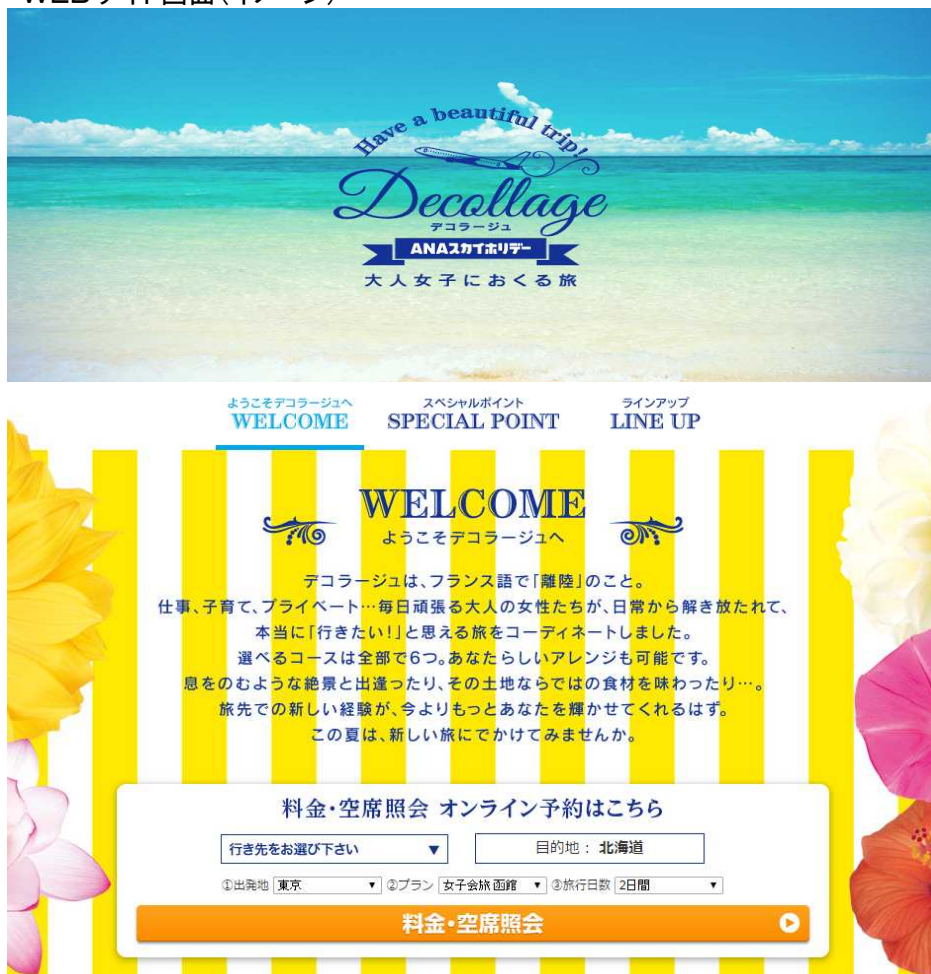 WEBサイト画面（イメージ）
Have a beautiful trip!
Decollage
デコラージュ
ANAスカイホリデー
大人女子におくる旅
ようこそデコラージュへ
WELCOME
スペシャルポイント
SPECIAL POINT
ラインアップ
LINE UP
WELCOME
ようこそデコラージュへ
デコラージュは、フランス語で「離陸」のこと。
仕事、子育て、プライベート…毎日頑張る大人の女性たちが、日常から解き放たれて、
本当に「行きたい！」と思える旅をコーディネートしました。
選べるコースは全部で6つ。あなたらしいアレンジも可能です。
息をのむような絶景と出逢ったり、その土地ならではの食材を味わったり…。
旅先での新しい経験が、今よりもっとあなたを輝かせてくれるはず。
この夏は、新しい旅にでかけてみませんか。
料金・空席照会 オンライン予約はこちら
行き先をお選び下さい ▼ 目的地： 北海道
①出発地 東京 ▼ ②プラン 女子会旅 函館 ▼ ③旅行日数 2日間 ▼
料金・空席照会